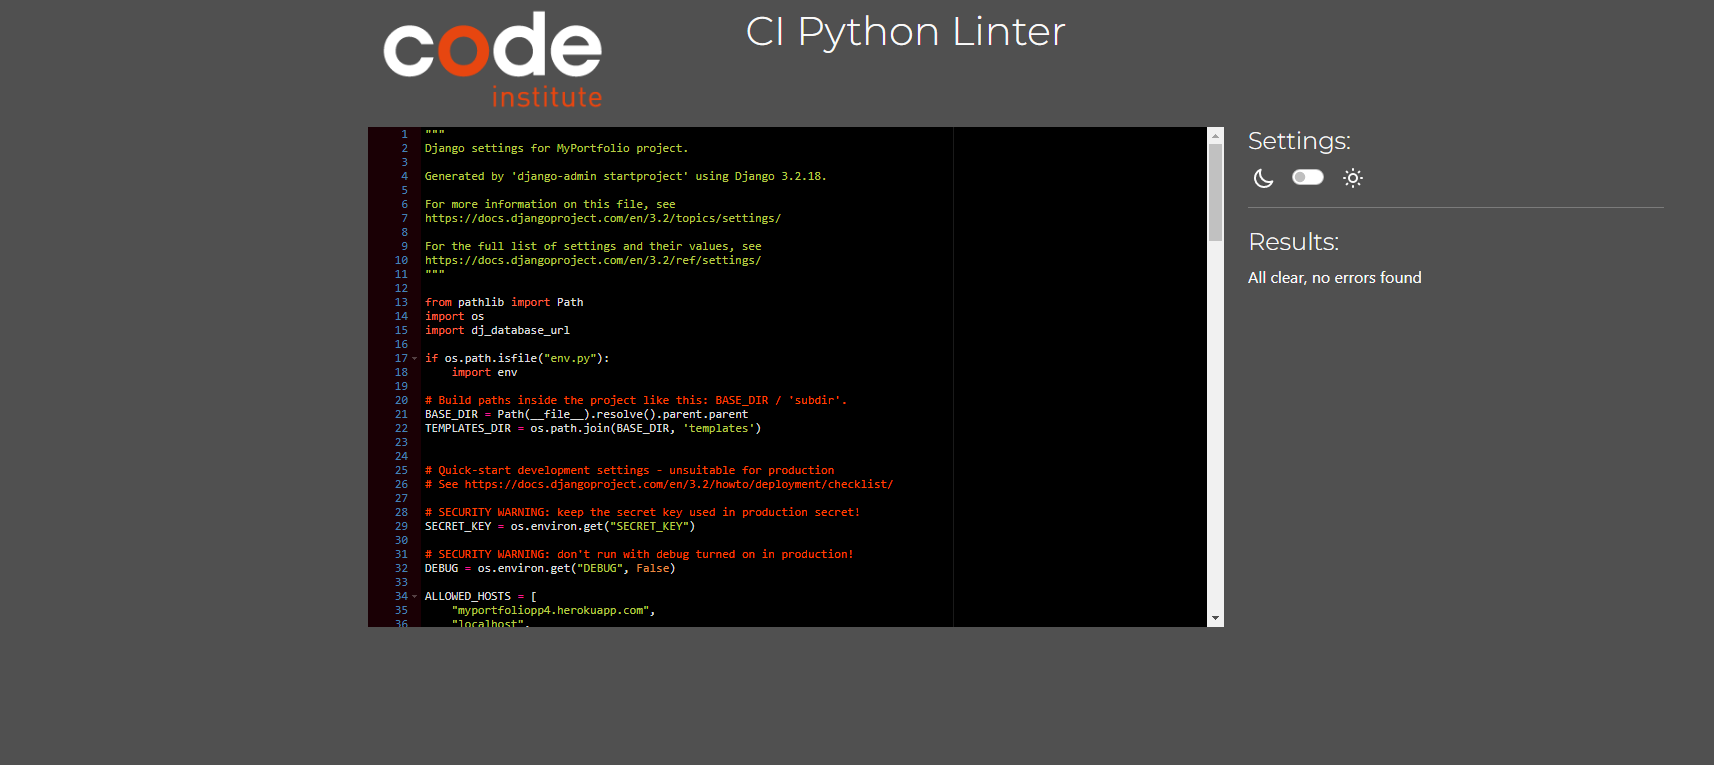 code
institute
CI Python Linter
1 """
2 Django settings for MyPortfolio project.
3
4 Generated by 'django-admin startproject' using Django 3.2.18.
5
6 For more information on this file, see
7 https://docs.djangoproject.com/en/3.2/topics/settings/
8
9 For the full list of settings and their values, see
10 https://docs.djangoproject.com/en/3.2/ref/settings/
11 """
12
13 from pathlib import Path
14 import os
15 import dj_database_url
16
17 if os.path.isfile("env.py"):
18     import env
19
20 # Build paths inside the project like this: BASE_DIR / 'subdir'.
21 BASE_DIR = Path(__file__).resolve().parent.parent
22 TEMPLATES_DIR = os.path.join(BASE_DIR, 'templates')
23
24
25 # Quick-start development settings - unsuitable for production
26 # See https://docs.djangoproject.com/en/3.2/howto/deployment/checklist/
27
28 # SECURITY WARNING: keep the secret key used in production secret!
29 SECRET_KEY = os.environ.get("SECRET_KEY")
30
31 # SECURITY WARNING: don't run with debug turned on in production!
32 DEBUG = os.environ.get("DEBUG", False)
33
34 ALLOWED_HOSTS = [
35     "myportfoliopp4.herokuapp.com",
36     "localhost",
Settings:
Results:
All clear, no errors found